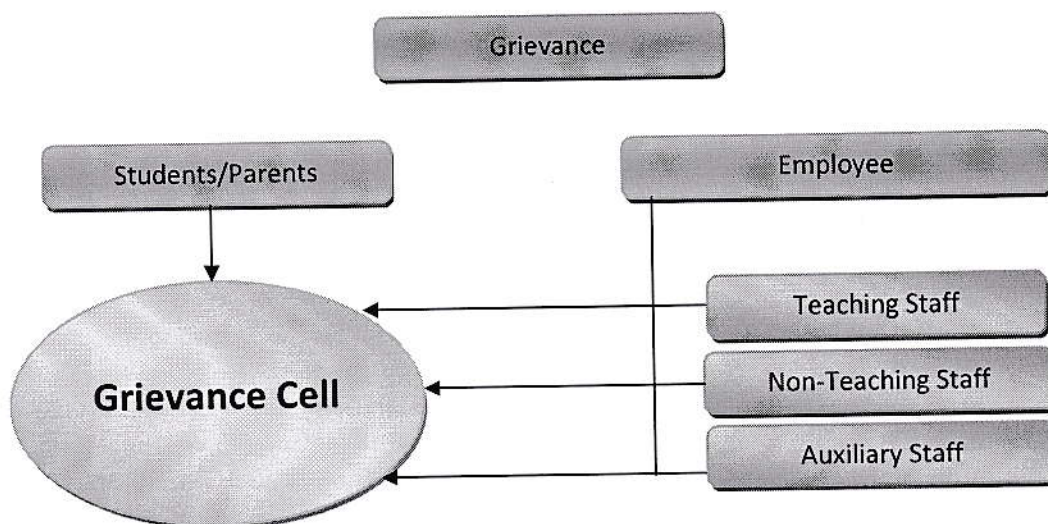 Grievance
Students/Parents
Employee
Teaching Staff
Grievance Cell
Non-Teaching Staff
Auxiliary Staff